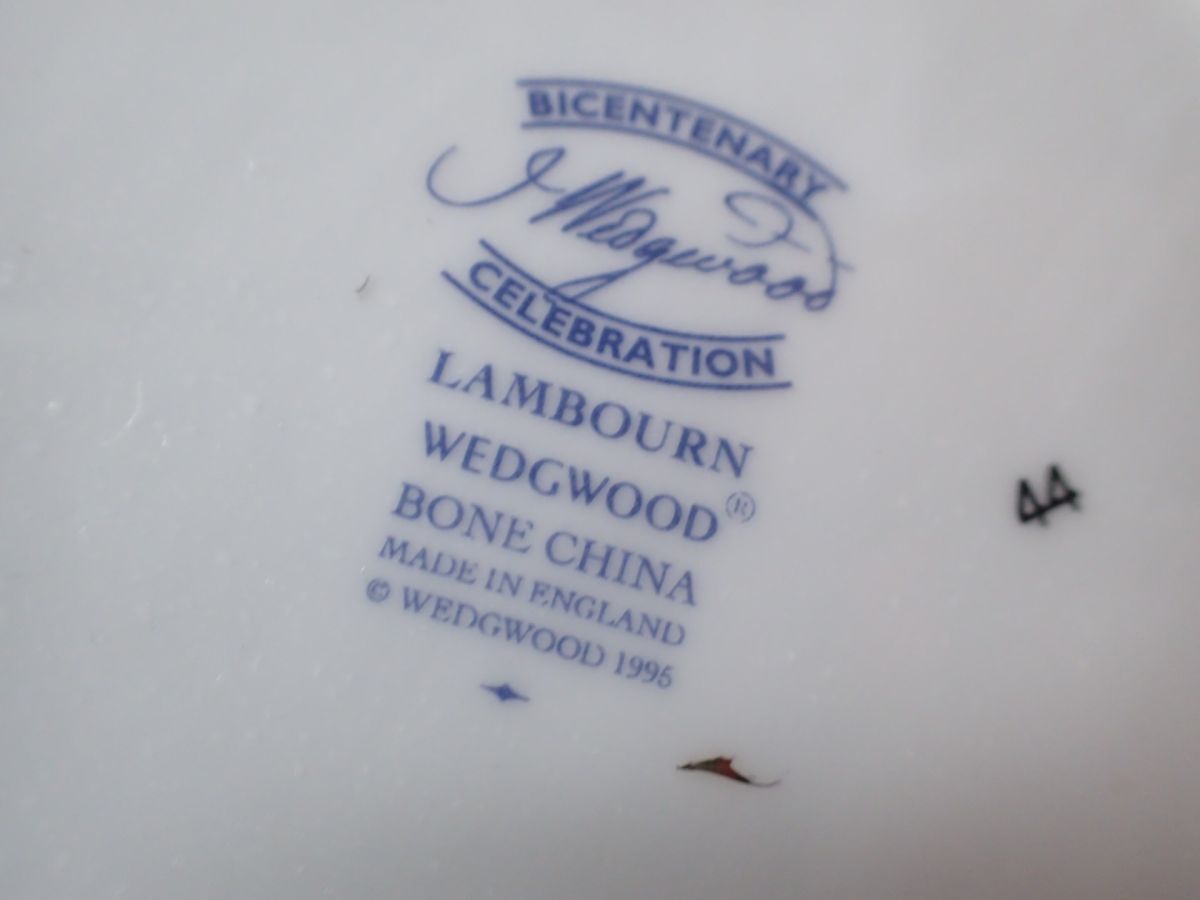 BICENTENARY
J Wedgwood
CELEBRATION
LAMBOURN
WEDGWOOD®
BONE CHINA
MADE IN ENGLAND
© WEDGWOOD 1995
44